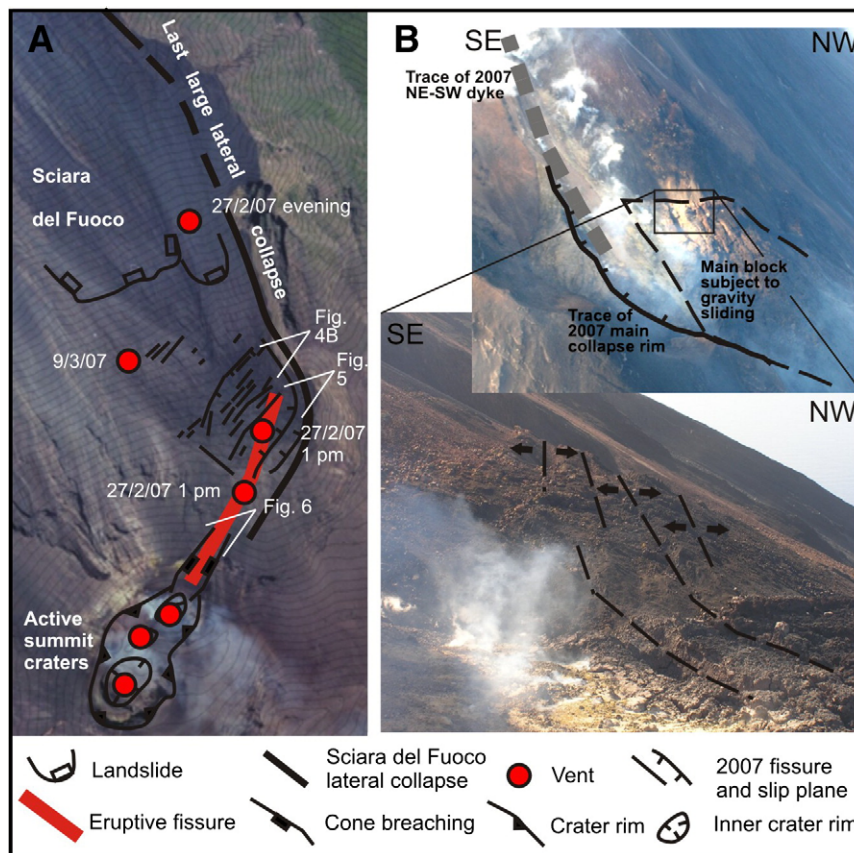 A
Last large lateral
collapse
Sciara
del Fuoco
27/2/07 evening
Fig.
4B
Fig.
5
9/3/07
27/2/07
1 pm
27/2/07 1 pm
Fig. 6
Active
summit
craters
B
SE
NW
Trace of 2007
NE-SW dyke
Main block
subject to
gravity
sliding
Trace of
2007 main
collapse rim
SE
NW
Landslide
Sciara del Fuoco
lateral collapse
Vent
2007 fissure
and slip plane
Eruptive fissure
Cone breaching
Crater rim
Inner crater rim